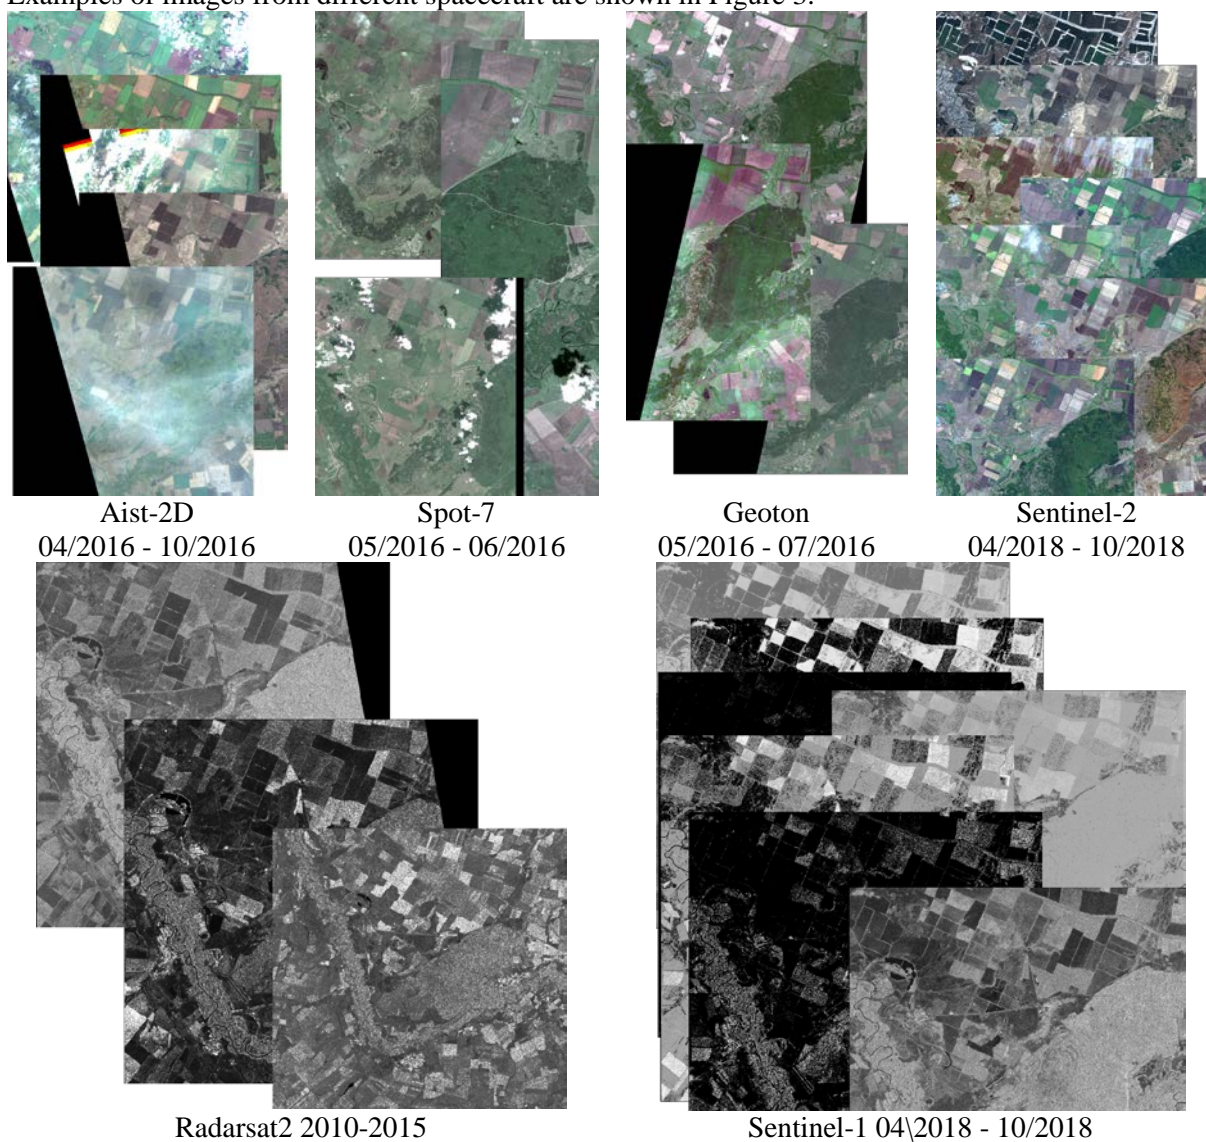 Examples of images from different spacecraft are shown in Figure 3.
Aist-2D
04/2016 - 10/2016
Spot-7
05/2016 - 06/2016
Geoton
05/2016 - 07/2016
Sentinel-2
04/2018 - 10/2018
Radarsat2 2010-2015
Sentinel-1 04\2018 - 10/2018